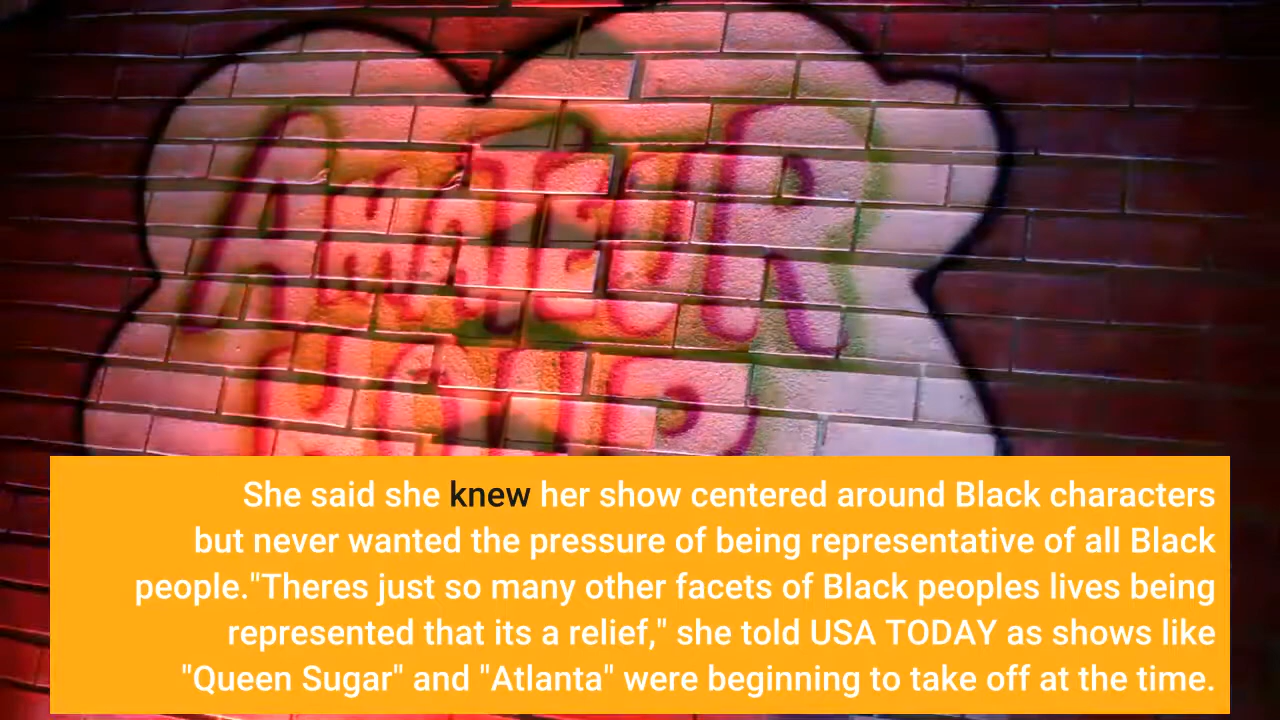 AMATEUR
HOUR
She said she knew her show centered around Black characters
but never wanted the pressure of being representative of all Black
people."Theres just so many other facets of Black peoples lives being
represented that its a relief," she told USA TODAY as shows like
"Queen Sugar" and "Atlanta" were beginning to take off at the time.